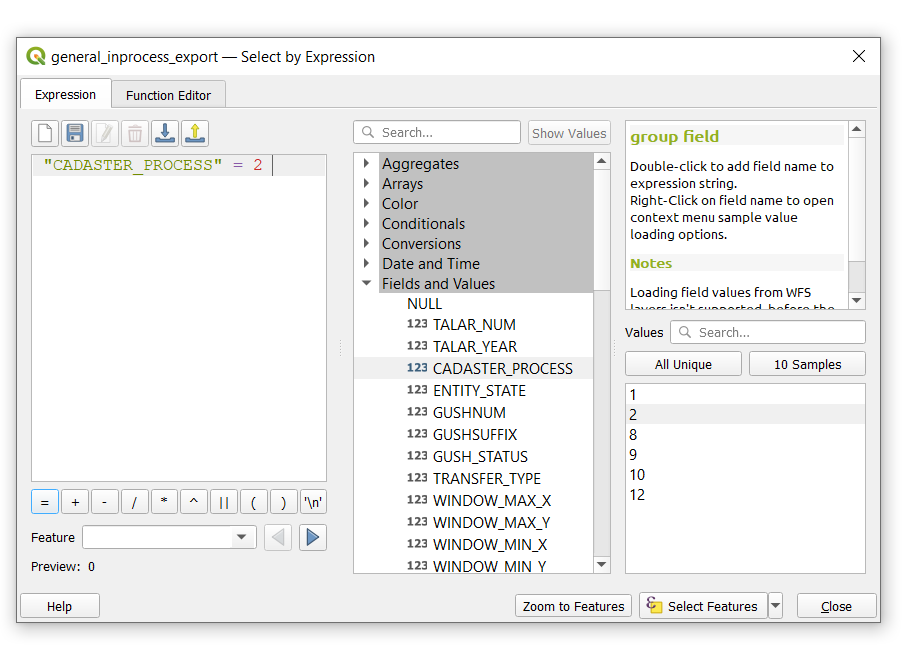 general_inprocess_export — Select by Expression
Expression
Function Editor
"CADASTER_PROCESS" = 2
= + - / * ^ || ( ) '\n'
Feature
Preview: 0
Search...
Show Values
Aggregates
Arrays
Color
Conditionals
Conversions
Date and Time
Fields and Values
NULL
123 TALAR_NUM
123 TALAR_YEAR
123 CADASTER_PROCESS
123 ENTITY_STATE
123 GUSHNUM
123 GUSHSUFFIX
123 GUSH_STATUS
123 TRANSFER_TYPE
123 WINDOW_MAX_X
123 WINDOW_MAX_Y
123 WINDOW_MIN_X
123 WINDOW_MIN_Y
group field
Double-click to add field name to
expression string.
Right-Click on field name to open
context menu sample value
loading options.
Notes
Loading field values from WFS
layers isn't supported, before the
Values
Search...
All Unique
10 Samples
1
2
8
9
10
12
Help
Zoom to Features
Select Features
Close